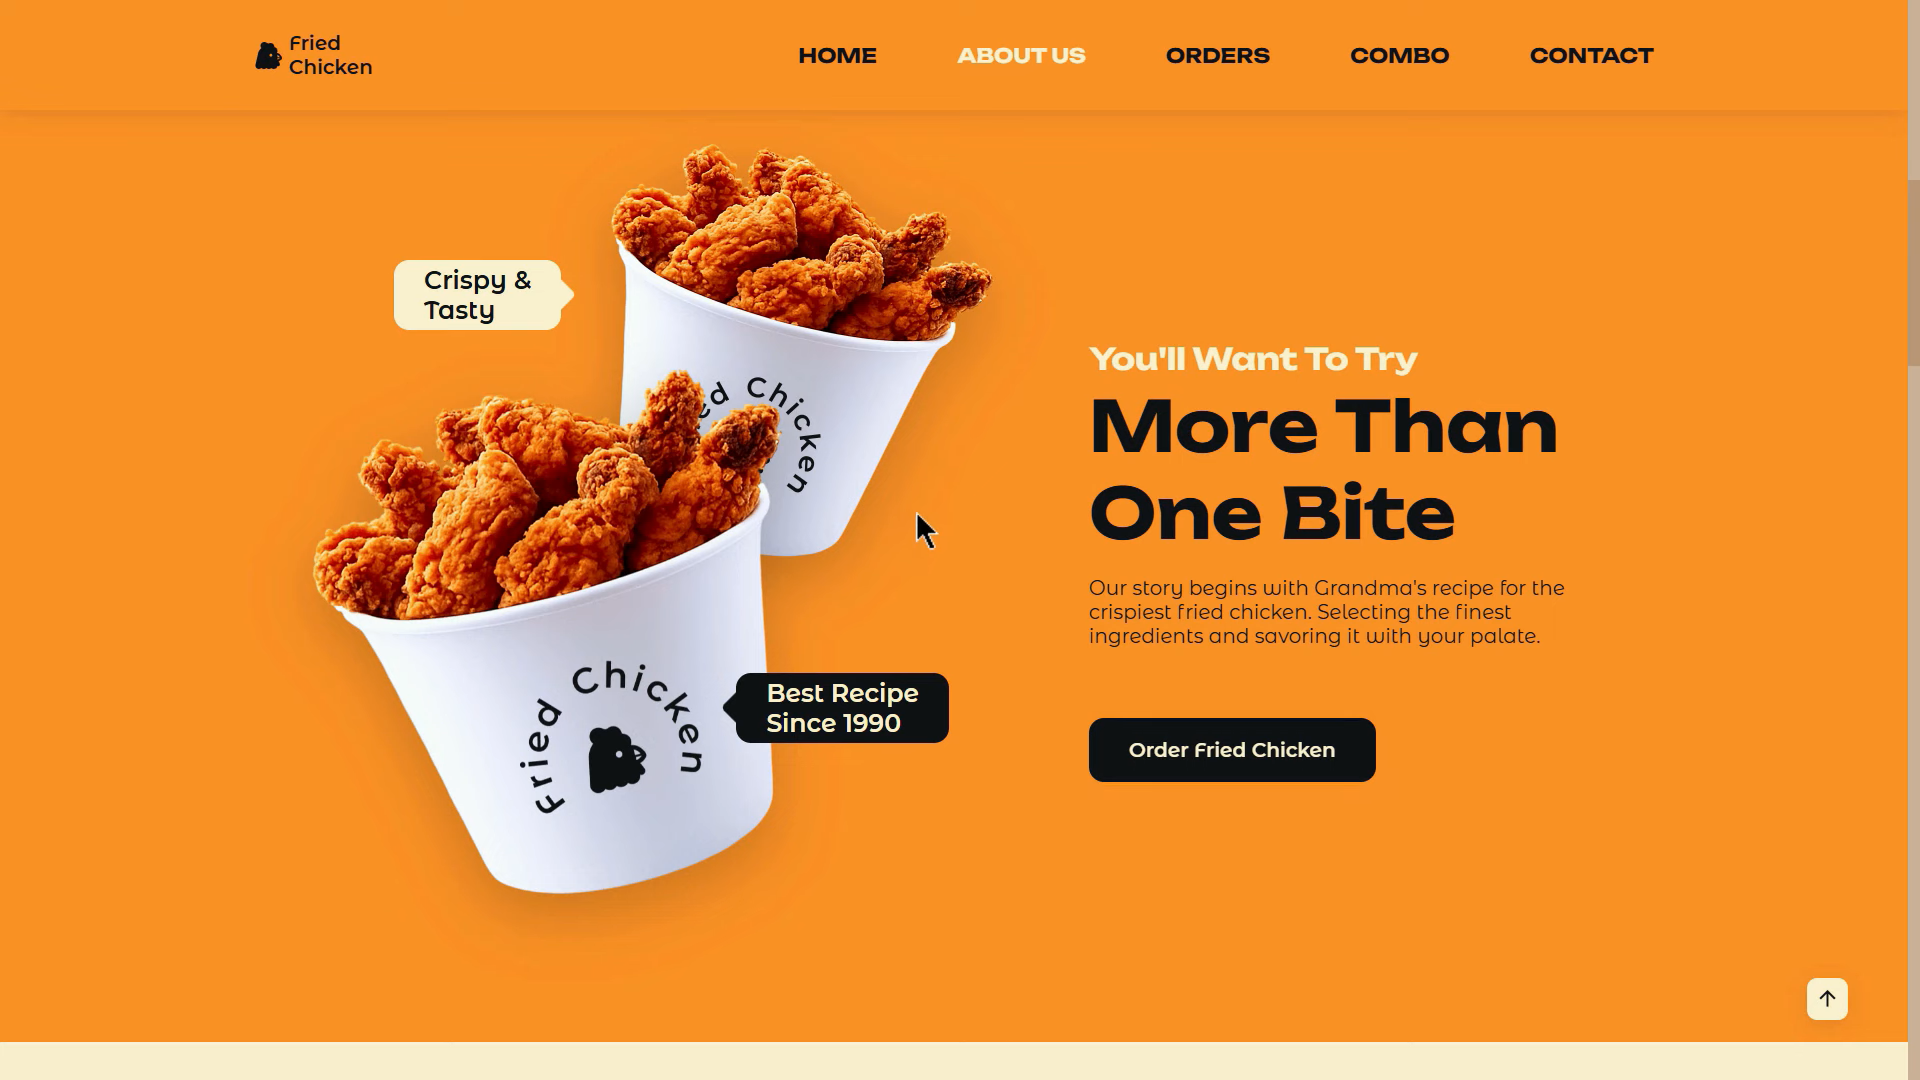 Fried
Chicken
HOME
ABOUT US
ORDERS
COMBO
CONTACT
Crispy &
Tasty
ed Chicken
Fried Chicken
Best Recipe
Since 1990
You'll Want To Try
More Than
One Bite
Our story begins with Grandma's recipe for the
crispiest fried chicken. Selecting the finest
ingredients and savoring it with your palate.
Order Fried Chicken